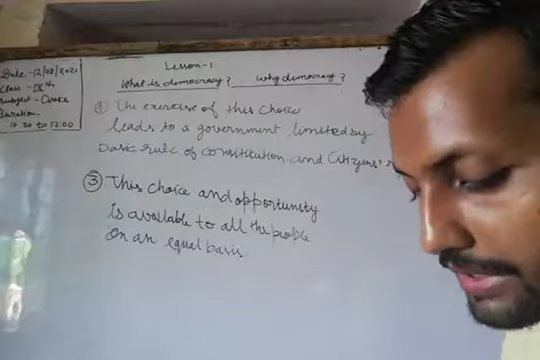 Date-12/08/2021
Class - IXth
Subject - Civics
Duration
10.30 to 12.00
Lesson-1
What is democracy? why democracy?
The exercise of this choice
leads to a government limited by
basic rule of constitution and citizens'
③ This choice and opportunity
is available to all the people
on an equal basis.